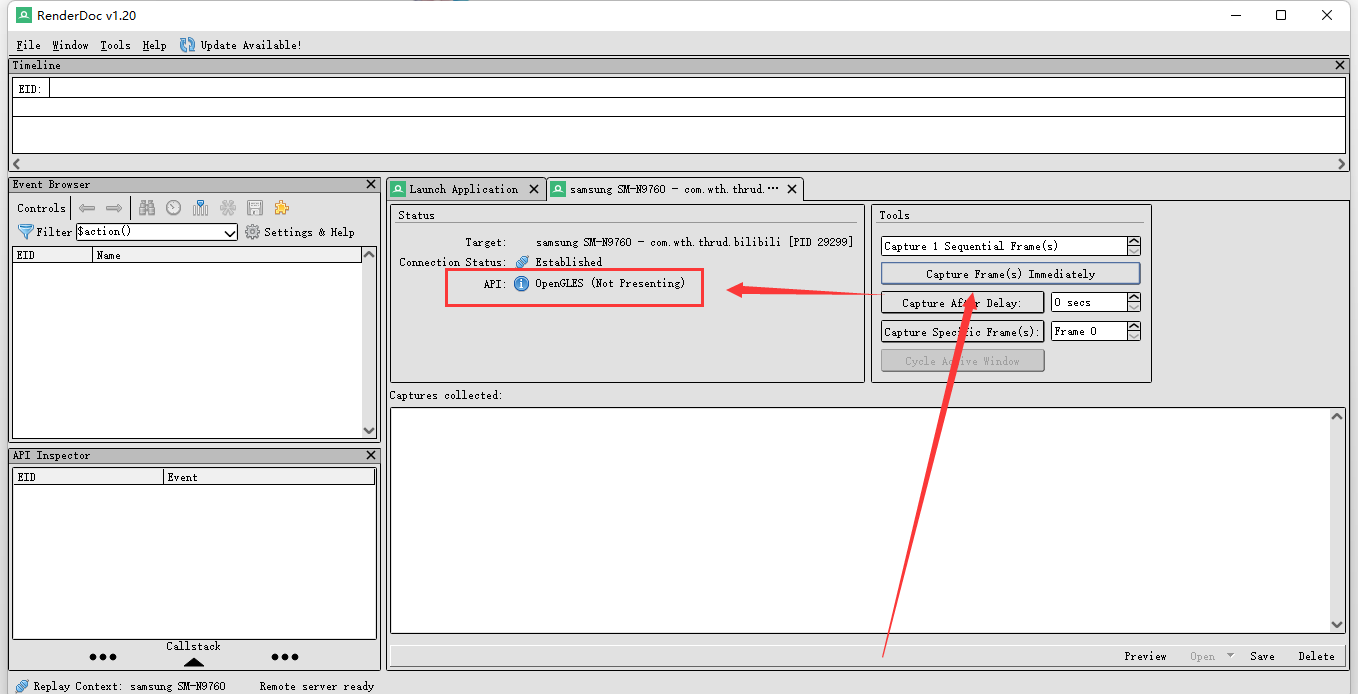 RenderDoc v1.20
File Window Tools Help Update Available!
Timeline
EID:
Event Browser
Controls
Filter $action() Settings & Help
EID Name
API Inspector
EID Event
Callstack
Launch Application
samsung SM-N9760 - com.wth.thrud.···
Status
Target: samsung SM-N9760 - com.wth.thrud.bilibili [PID 29299]
Connection Status: Established
API: OpenGLES (Not Presenting)
Tools
Capture 1 Sequential Frame(s)
Capture Frame(s) Immediately
Capture After Delay: 0 secs
Capture Specific Frame(s): Frame 0
Cycle Active Window
Captures collected:
Preview Open Save Delete
Replay Context: samsung SM-N9760 Remote server ready